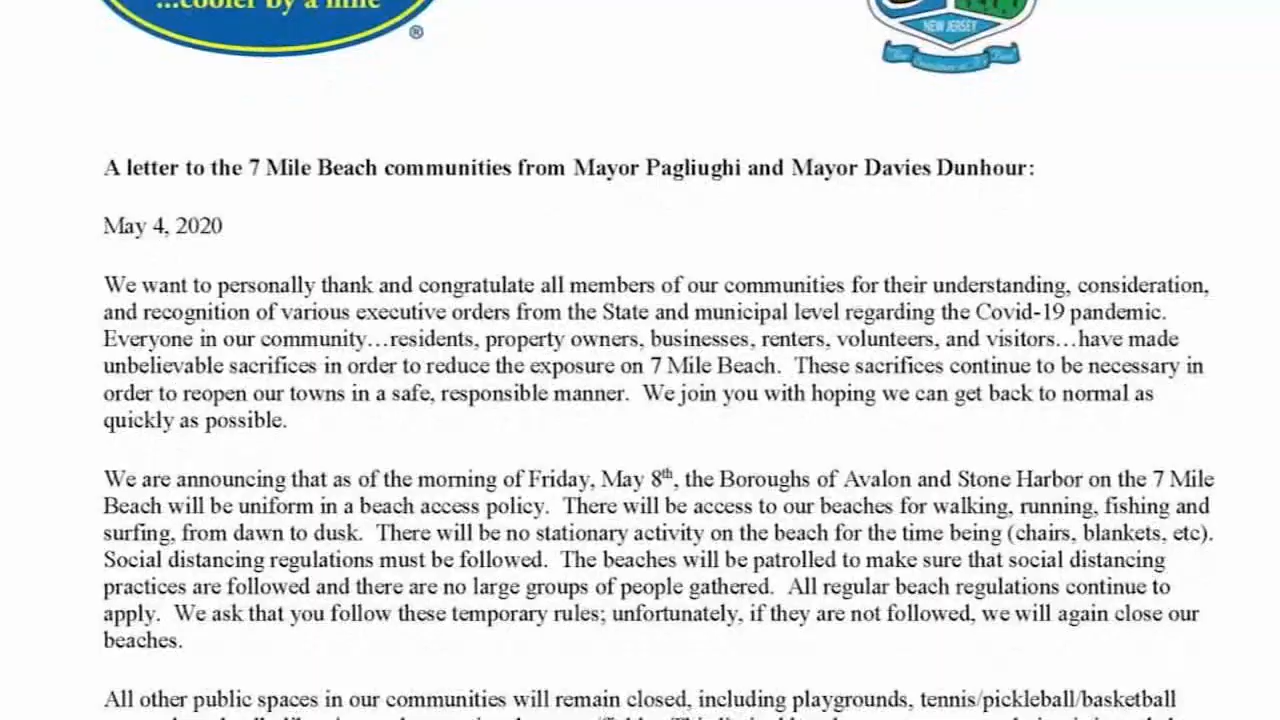 ...cooler by a mile
®
NEW JERSEY
A letter to the 7 Mile Beach communities from Mayor Pagliughi and Mayor Davies Dunhour:
May 4, 2020
We want to personally thank and congratulate all members of our communities for their understanding, consideration,
and recognition of various executive orders from the State and municipal level regarding the Covid-19 pandemic.
Everyone in our community…residents, property owners, businesses, renters, volunteers, and visitors…have made
unbelievable sacrifices in order to reduce the exposure on 7 Mile Beach.  These sacrifices continue to be necessary in
order to reopen our towns in a safe, responsible manner.  We join you with hoping we can get back to normal as
quickly as possible.
We are announcing that as of the morning of Friday, May 8th, the Boroughs of Avalon and Stone Harbor on the 7 Mile
Beach will be uniform in a beach access policy.  There will be access to our beaches for walking, running, fishing and
surfing, from dawn to dusk.  There will be no stationary activity on the beach for the time being (chairs, blankets, etc).
Social distancing regulations must be followed.  The beaches will be patrolled to make sure that social distancing
practices are followed and there are no large groups of people gathered.  All regular beach regulations continue to
apply.  We ask that you follow these temporary rules; unfortunately, if they are not followed, we will again close our
beaches.
All other public spaces in our communities will remain closed, including playgrounds, tennis/pickleball/basketball